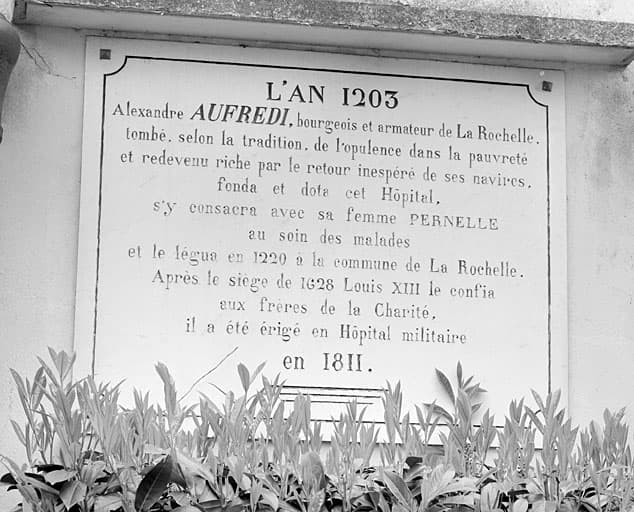 L'AN 1203
Alexandre AUFREDI, bourgeois et armateur de La Rochelle,
tombé, selon la tradition, de l'opulence dans la pauvreté
et redevenu riche par le retour inespéré de ses navires,
fonda et dota cet Hôpital,
s'y consacra avec sa femme PERNELLE
au soin des malades
et le légua en 1220 à la commune de La Rochelle.
Après le siège de 1628 Louis XIII le confia
aux frères de la Charité,
il a été érigé en Hôpital militaire
en 1811.